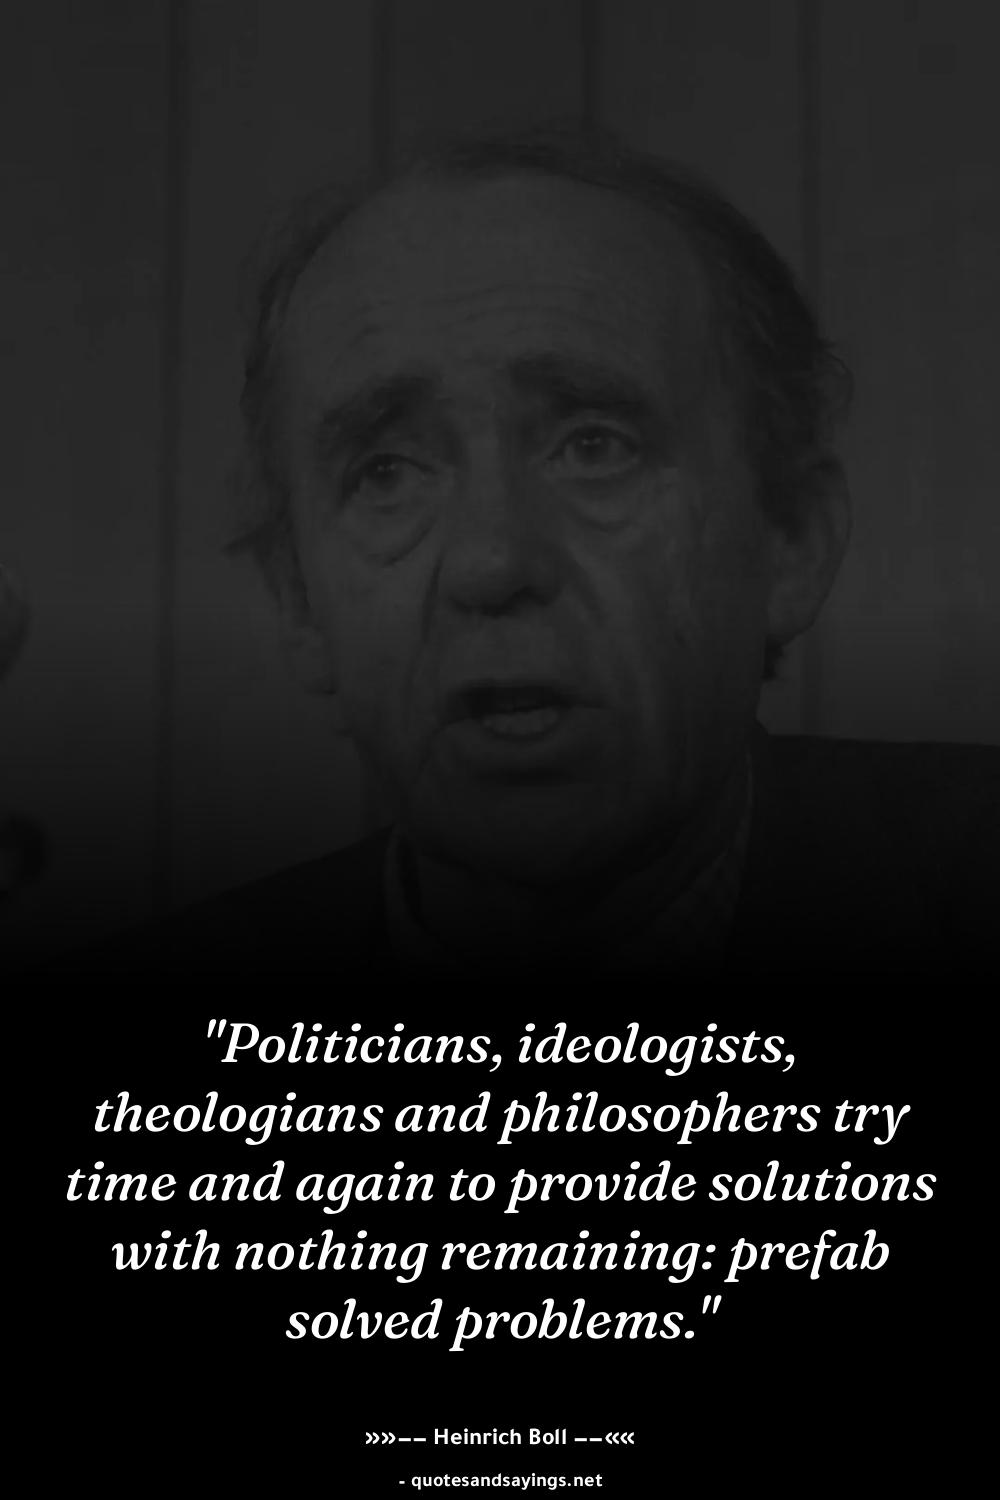 "Politicians, ideologists,
theologians and philosophers try
time and again to provide solutions
with nothing remaining: prefab
solved problems."
»»–– Heinrich Boll ––««
- quotesandsayings.net